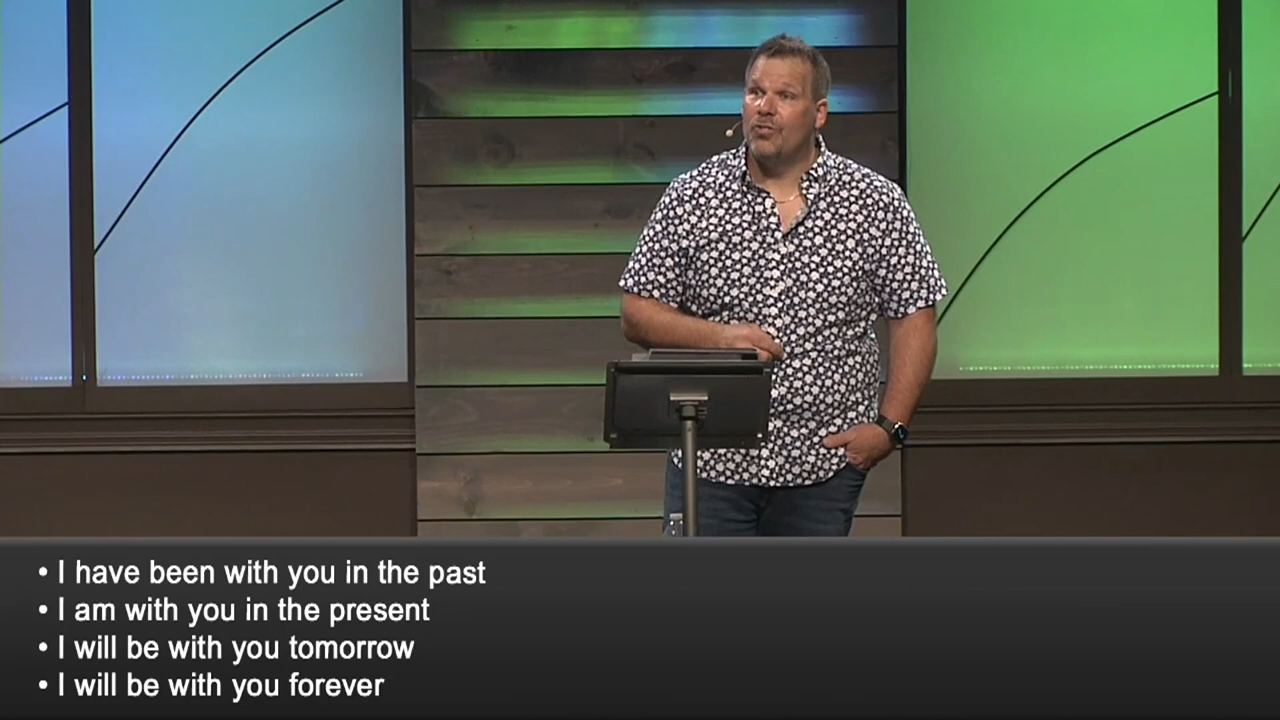 • I have been with you in the past
• I am with you in the present
• I will be with you tomorrow
• I will be with you forever